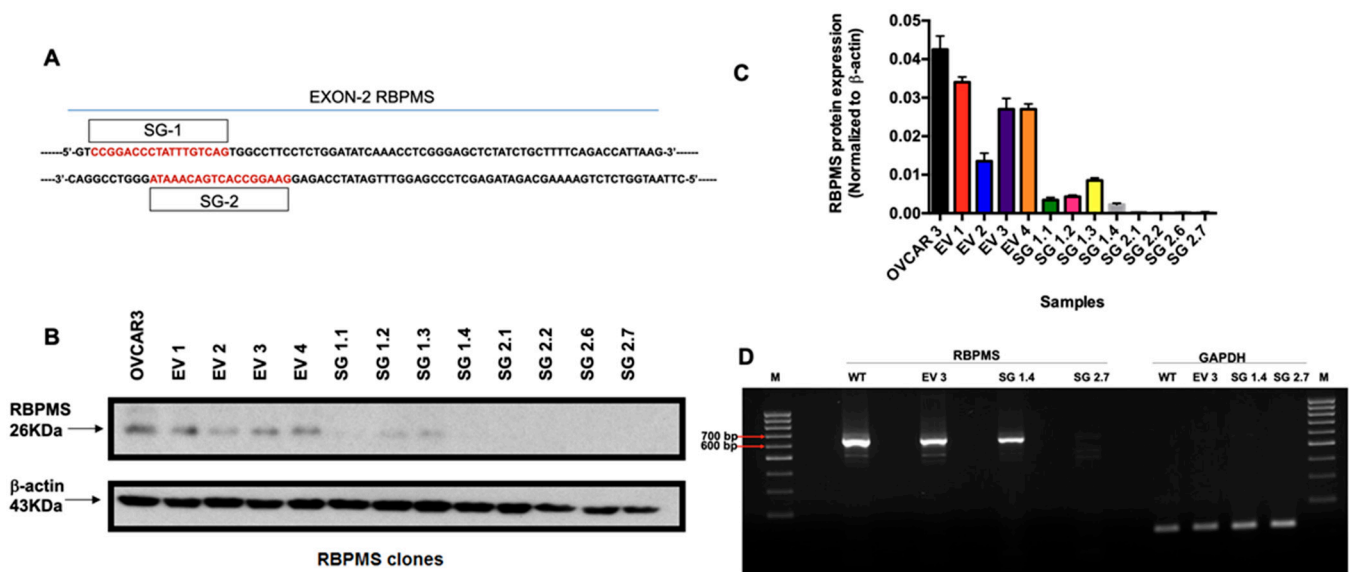 A
EXON-2 RBPMS
SG-1
------5'-GTCCGGACCCTATTTGTCAGTGGCCTTCCTCTGGATATCAAACCTCGGGAGCTCTATCTGCTTTTCAGACCATTAAG-3'------
----3'-CAGGCCTGGGATAAACAGTCACCGGAAGGAGACCTATAGTTTGGAGCCCTCGAGATAGACGAAAAGTCTCTGGTAATTC-5'-----
SG-2
B
OVCAR3 EV 1 EV 2 EV 3 EV 4 SG 1.1 SG 1.2 SG 1.3 SG 1.4 SG 2.1 SG 2.2 SG 2.6 SG 2.7
RBPMS
26KDa
β-actin
43KDa
RBPMS clones
C
RBPMS protein expression
(Normalized to β-actin)
0.05
0.04
0.03
0.02
0.01
0.00
OVCAR 3 EV 1 EV 2 EV 3 EV 4 SG 1.1 SG 1.2 SG 1.3 SG 1.4 SG 2.1 SG 2.2 SG 2.6 SG 2.7
Samples
D
RBPMS GAPDH
M WT EV 3 SG 1.4 SG 2.7 WT EV 3 SG 1.4 SG 2.7 M
700 bp
600 bp